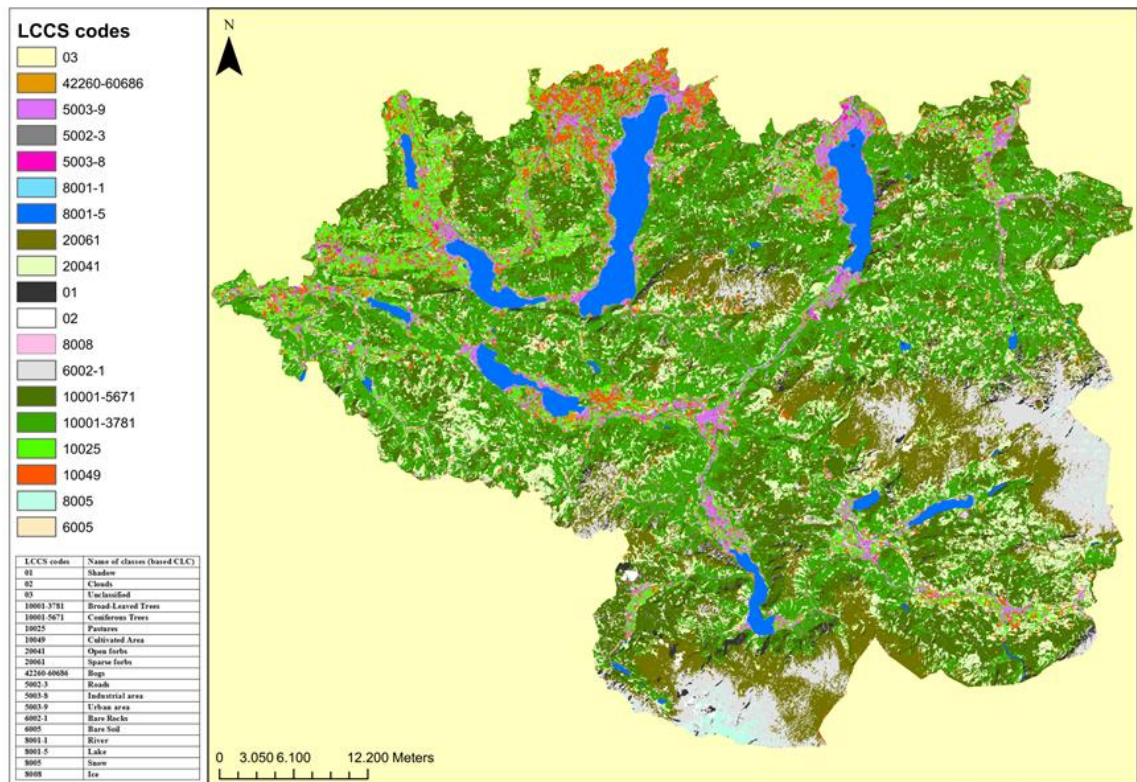 LCCS codes
03
42260-60686
5003-9
5002-3
5003-8
8001-1
8001-5
20061
20041
01
02
8008
6002-1
10001-5671
10001-3781
10025
10049
8005
6005
LCCS codes Name of classes (based CLC)
01 Shadow
02 Clouds
03 Unclassified
10001-3781 Broad-Leaved Trees
10001-5671 Coniferous Trees
10025 Pastures
10049 Cultivated Area
20041 Open forbs
20061 Sparse forbs
42260-60686 Bogs
5002-3 Roads
5003-8 Industrial area
5003-9 Urban area
6002-1 Bare Rocks
6005 Bare Soil
8001-1 River
8001-5 Lake
8005 Snow
8008 Ice
N
0 3.050 6.100 12.200 Meters